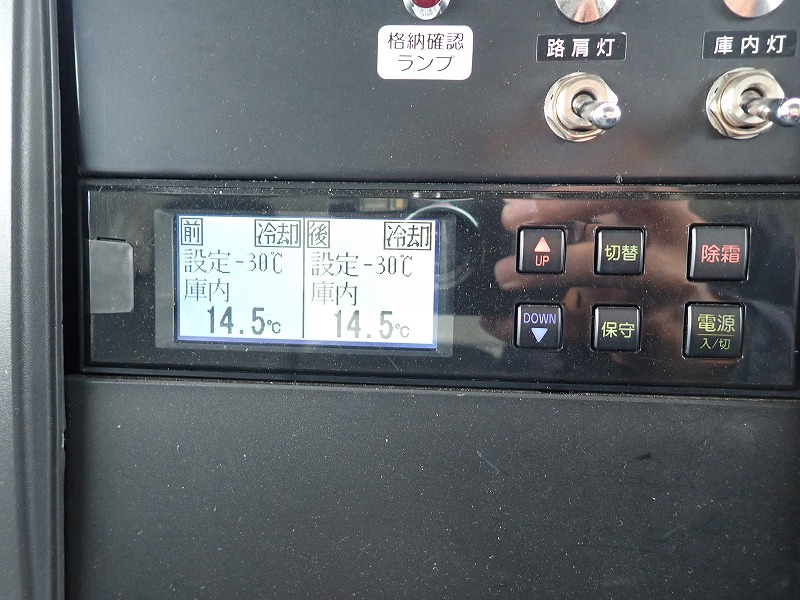 格納確認
ランプ
路肩灯
庫内灯
前 冷却 後 冷却
設定-30℃ 設定-30℃
庫内 庫内
14.5℃ 14.5℃
UP
切替
除霜
DOWN
保守
電源
入/切